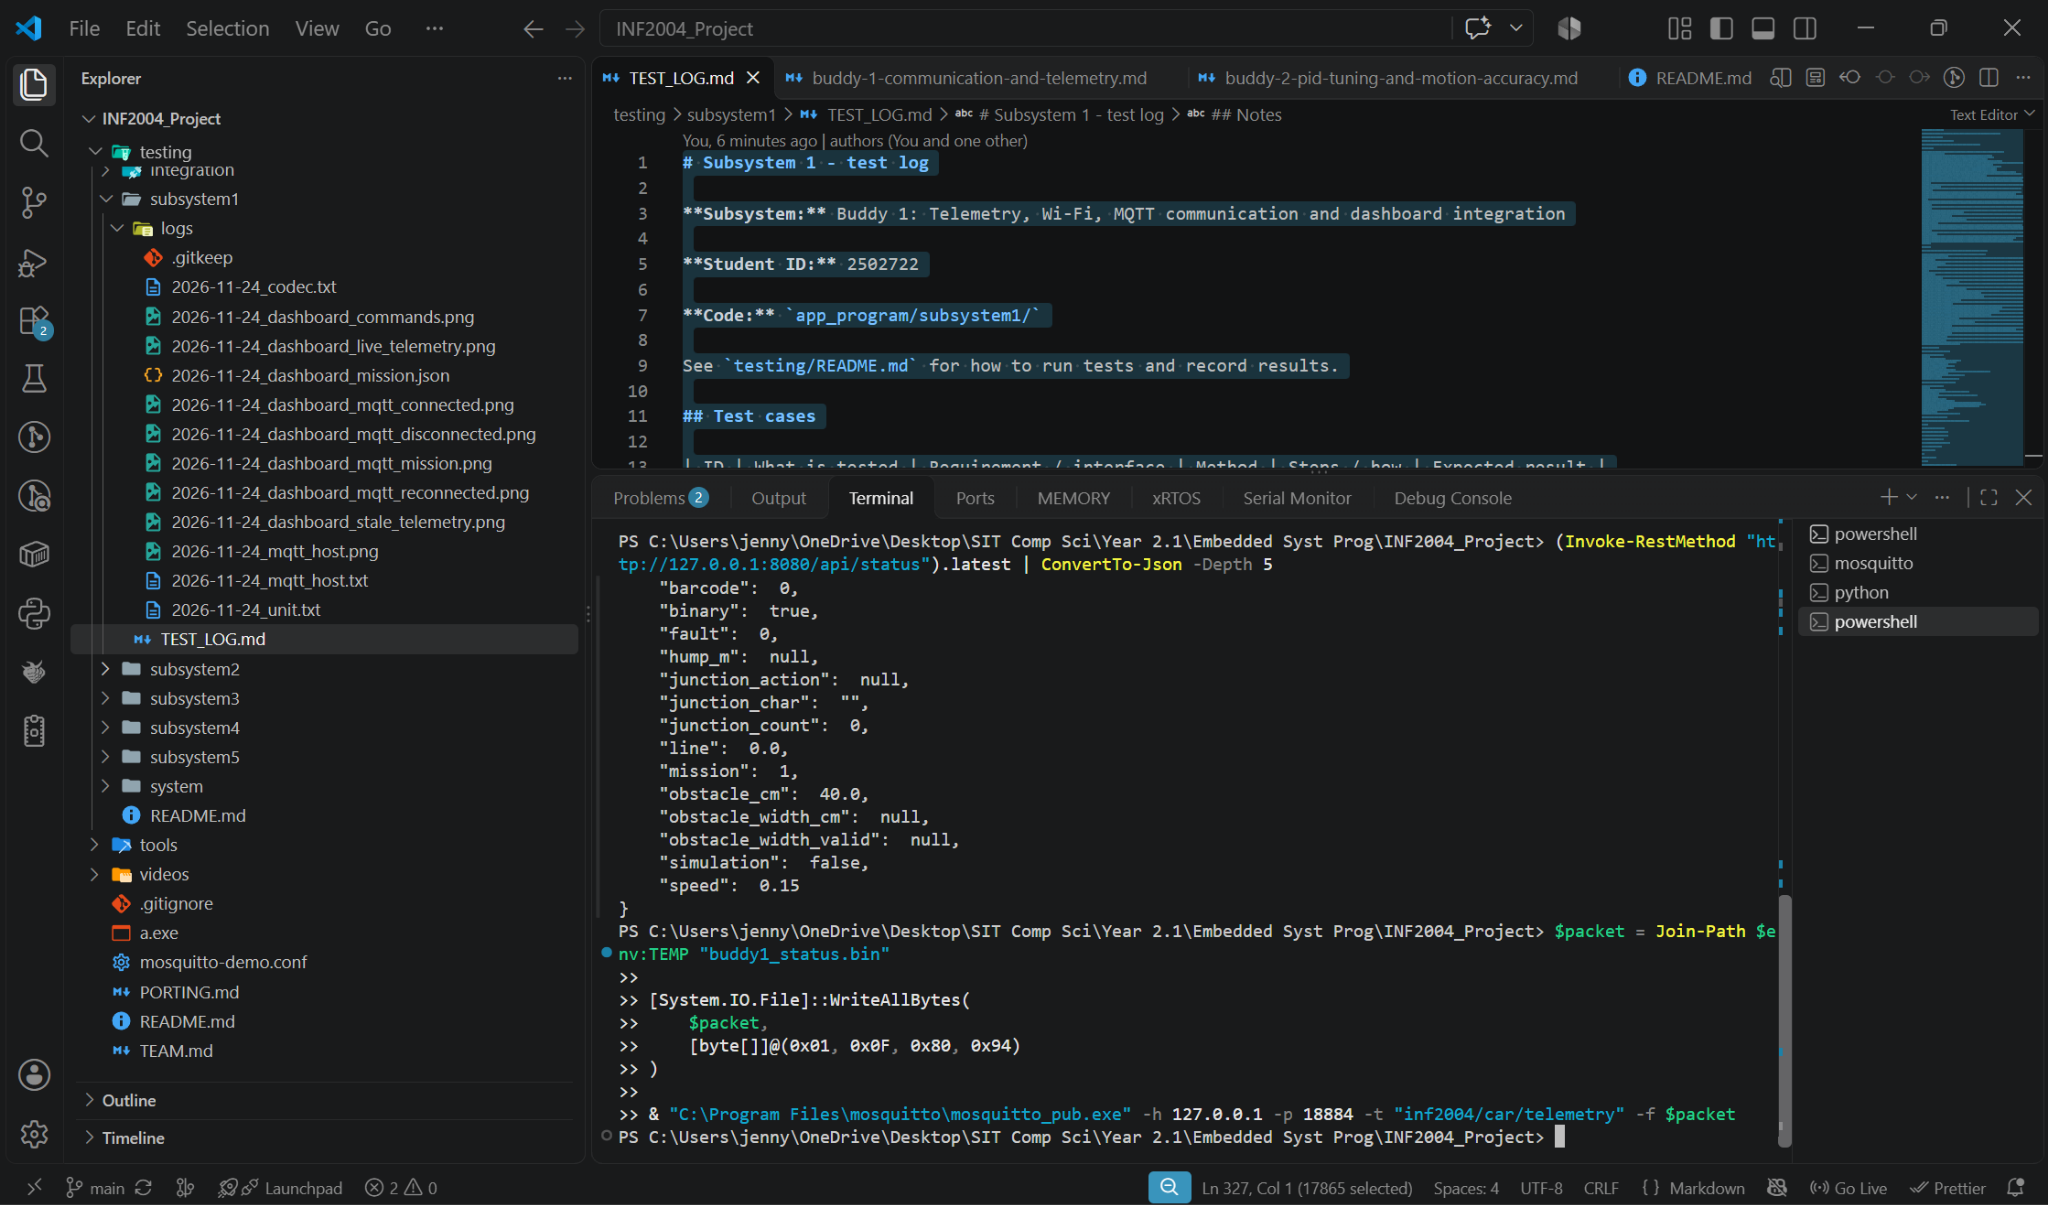 File Edit Selection View Go ··· INF2004_Project
Explorer
INF2004_Project
testing
integration
subsystem1
logs
.gitkeep
2026-11-24_codec.txt
2026-11-24_dashboard_commands.png
2026-11-24_dashboard_live_telemetry.png
2026-11-24_dashboard_mission.json
2026-11-24_dashboard_mqtt_connected.png
2026-11-24_dashboard_mqtt_disconnected.png
2026-11-24_dashboard_mqtt_mission.png
2026-11-24_dashboard_mqtt_reconnected.png
2026-11-24_dashboard_stale_telemetry.png
2026-11-24_mqtt_host.png
2026-11-24_mqtt_host.txt
2026-11-24_unit.txt
TEST_LOG.md
subsystem2
subsystem3
subsystem4
subsystem5
system
README.md
tools
videos
.gitignore
a.exe
mosquitto-demo.conf
PORTING.md
README.md
TEAM.md
Outline
Timeline
2
TEST_LOG.md buddy-1-communication-and-telemetry.md buddy-2-pid-tuning-and-motion-accuracy.md README.md
testing > subsystem1 > TEST_LOG.md > abc # Subsystem 1 - test log > abc ## Notes Text Editor
You, 6 minutes ago | authors (You and one other)
1 # Subsystem 1 - test log
2
3 **Subsystem:** Buddy 1: Telemetry, Wi-Fi, MQTT communication and dashboard integration
4
5 **Student ID:** 2502722
6
7 **Code:** `app_program/subsystem1/`
8
9 See `testing/README.md` for how to run tests and record results.
10
11 ## Test cases
12
13 | ID | What is tested | Requirement / interface | Method | Steps / how | Expected result |
Problems 2 Output Terminal Ports MEMORY xRTOS Serial Monitor Debug Console
PS C:\Users\jenny\OneDrive\Desktop\SIT Comp Sci\Year 2.1\Embedded Syst Prog\INF2004_Project> (Invoke-RestMethod "ht
tp://127.0.0.1:8080/api/status").latest | ConvertTo-Json -Depth 5
"barcode": 0,
"binary": true,
"fault": 0,
"hump_m": null,
"junction_action": null,
"junction_char": "",
"junction_count": 0,
"line": 0.0,
"mission": 1,
"obstacle_cm": 40.0,
"obstacle_width_cm": null,
"obstacle_width_valid": null,
"simulation": false,
"speed": 0.15
}
PS C:\Users\jenny\OneDrive\Desktop\SIT Comp Sci\Year 2.1\Embedded Syst Prog\INF2004_Project> $packet = Join-Path $e
nv:TEMP "buddy1_status.bin"
>>
>> [System.IO.File]::WriteAllBytes(
>> $packet,
>> [byte[]]@(0x01, 0x0F, 0x80, 0x94)
>> )
>>
>> & "C:\Program Files\mosquitto\mosquitto_pub.exe" -h 127.0.0.1 -p 18884 -t "inf2004/car/telemetry" -f $packet
PS C:\Users\jenny\OneDrive\Desktop\SIT Comp Sci\Year 2.1\Embedded Syst Prog\INF2004_Project>
powershell
mosquitto
python
powershell
main Launchpad 2 0 Ln 327, Col 1 (17865 selected) Spaces: 4 UTF-8 CRLF {} Markdown Go Live Prettier